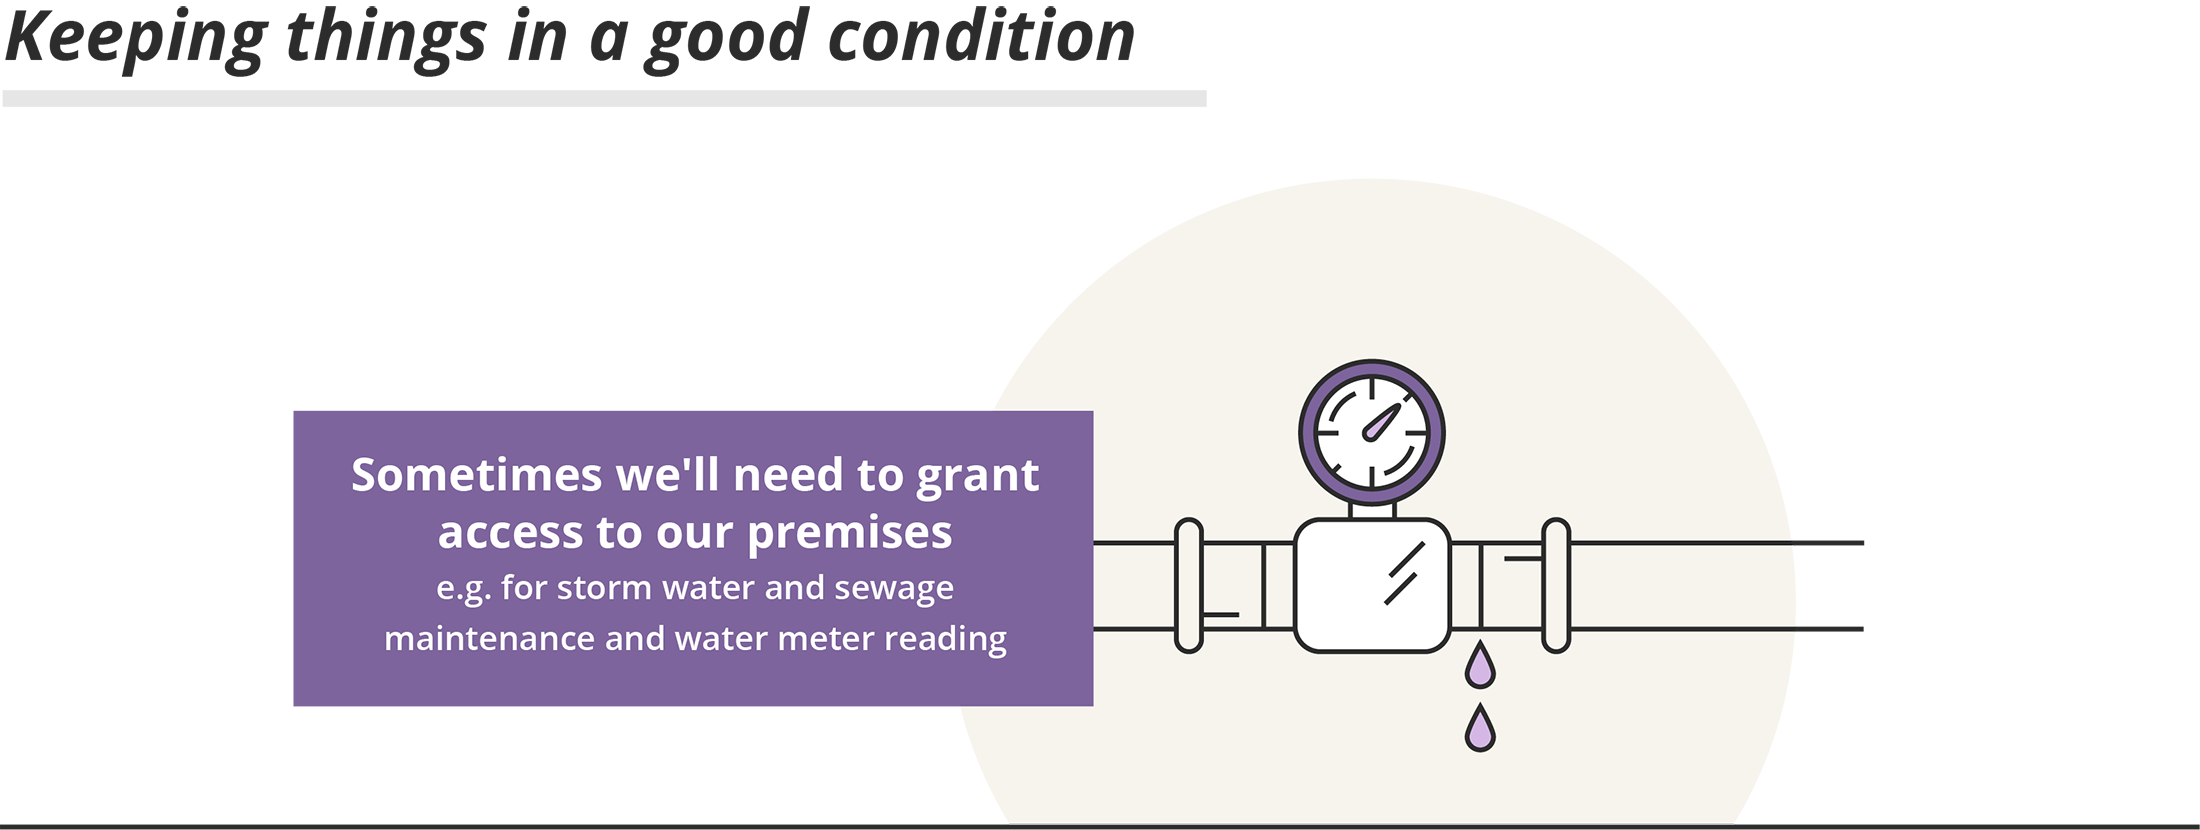 Keeping things in a good condition
Sometimes we'll need to grant
access to our premises
e.g. for storm water and sewage
maintenance and water meter reading